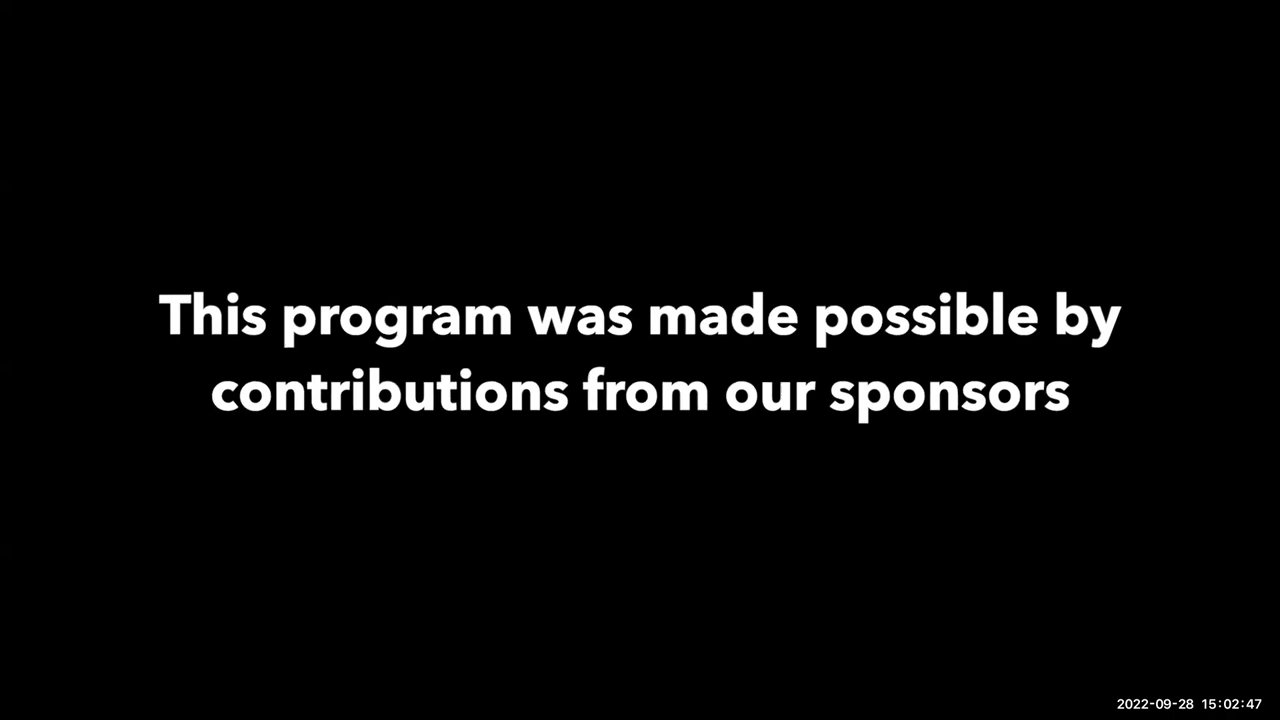 This program was made possible by
contributions from our sponsors
2022-09-28 15:02:47